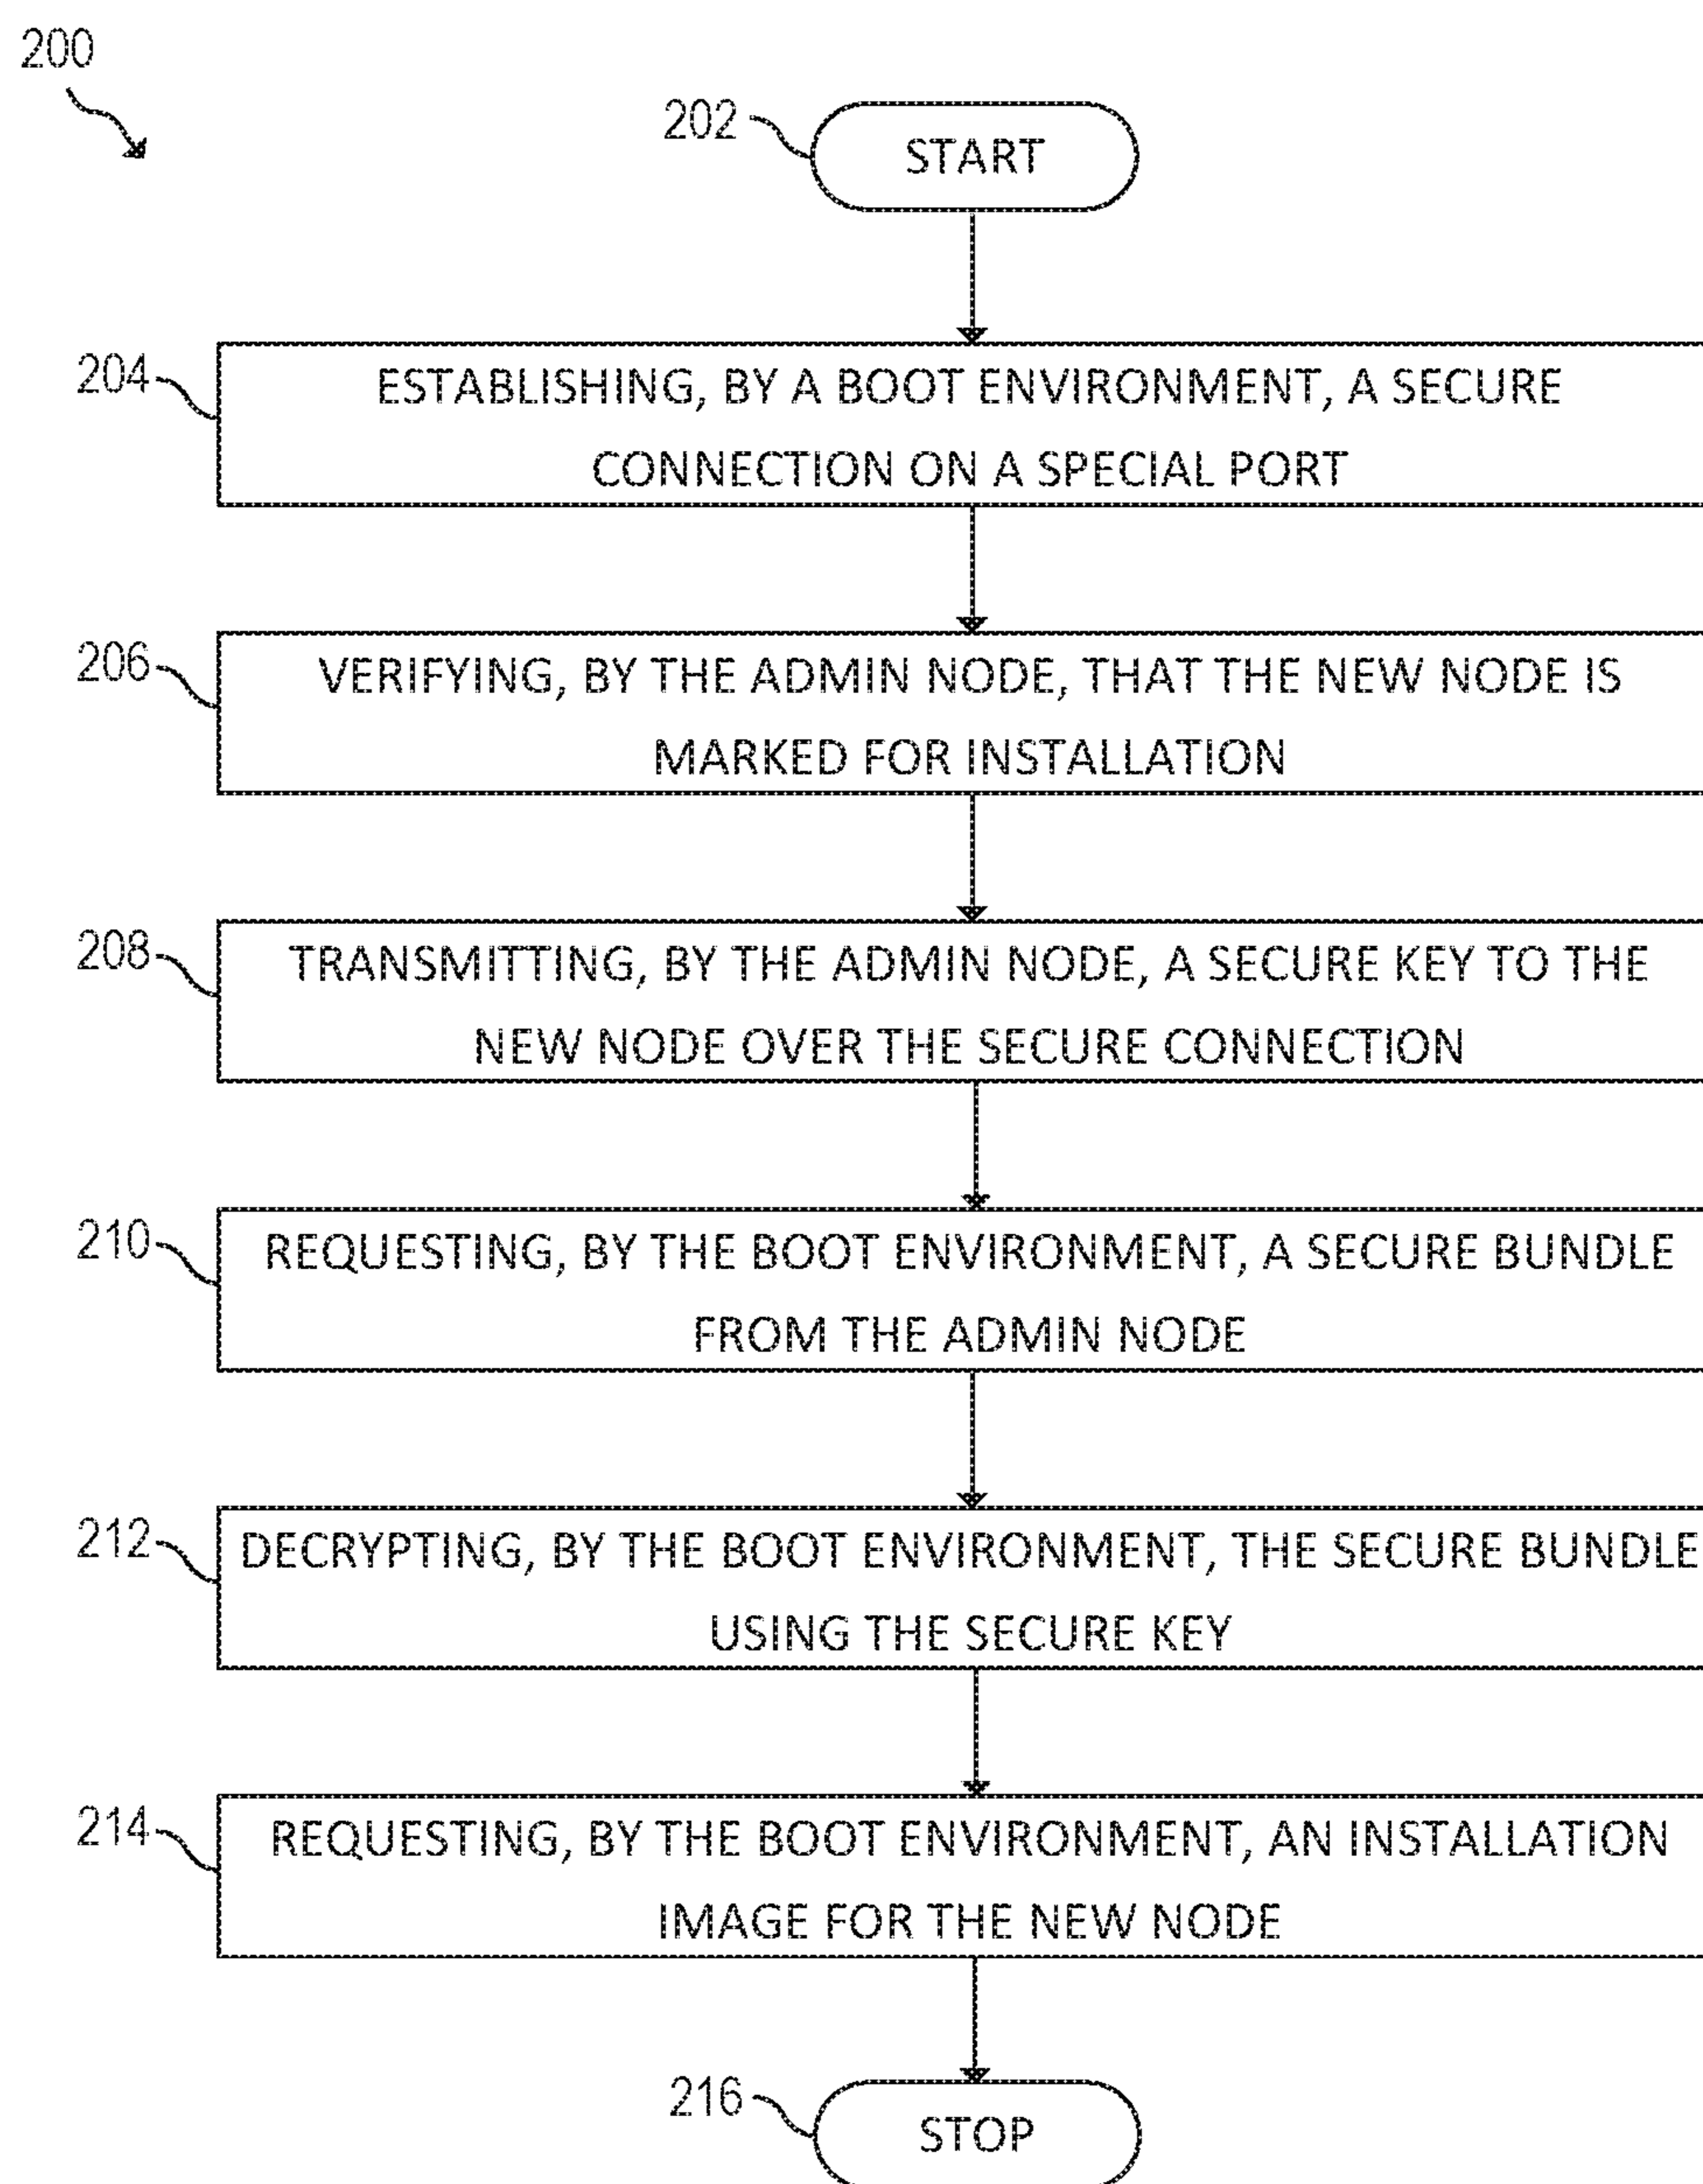 200
202
START
204
ESTABLISHING, BY A BOOT ENVIRONMENT, A SECURE
CONNECTION ON A SPECIAL PORT
206
VERIFYING, BY THE ADMIN NODE, THAT THE NEW NODE IS
MARKED FOR INSTALLATION
208
TRANSMITTING, BY THE ADMIN NODE, A SECURE KEY TO THE
NEW NODE OVER THE SECURE CONNECTION
210
REQUESTING, BY THE BOOT ENVIRONMENT, A SECURE BUNDLE
FROM THE ADMIN NODE
212
DECRYPTING, BY THE BOOT ENVIRONMENT, THE SECURE BUNDLE
USING THE SECURE KEY
214
REQUESTING, BY THE BOOT ENVIRONMENT, AN INSTALLATION
IMAGE FOR THE NEW NODE
216
STOP